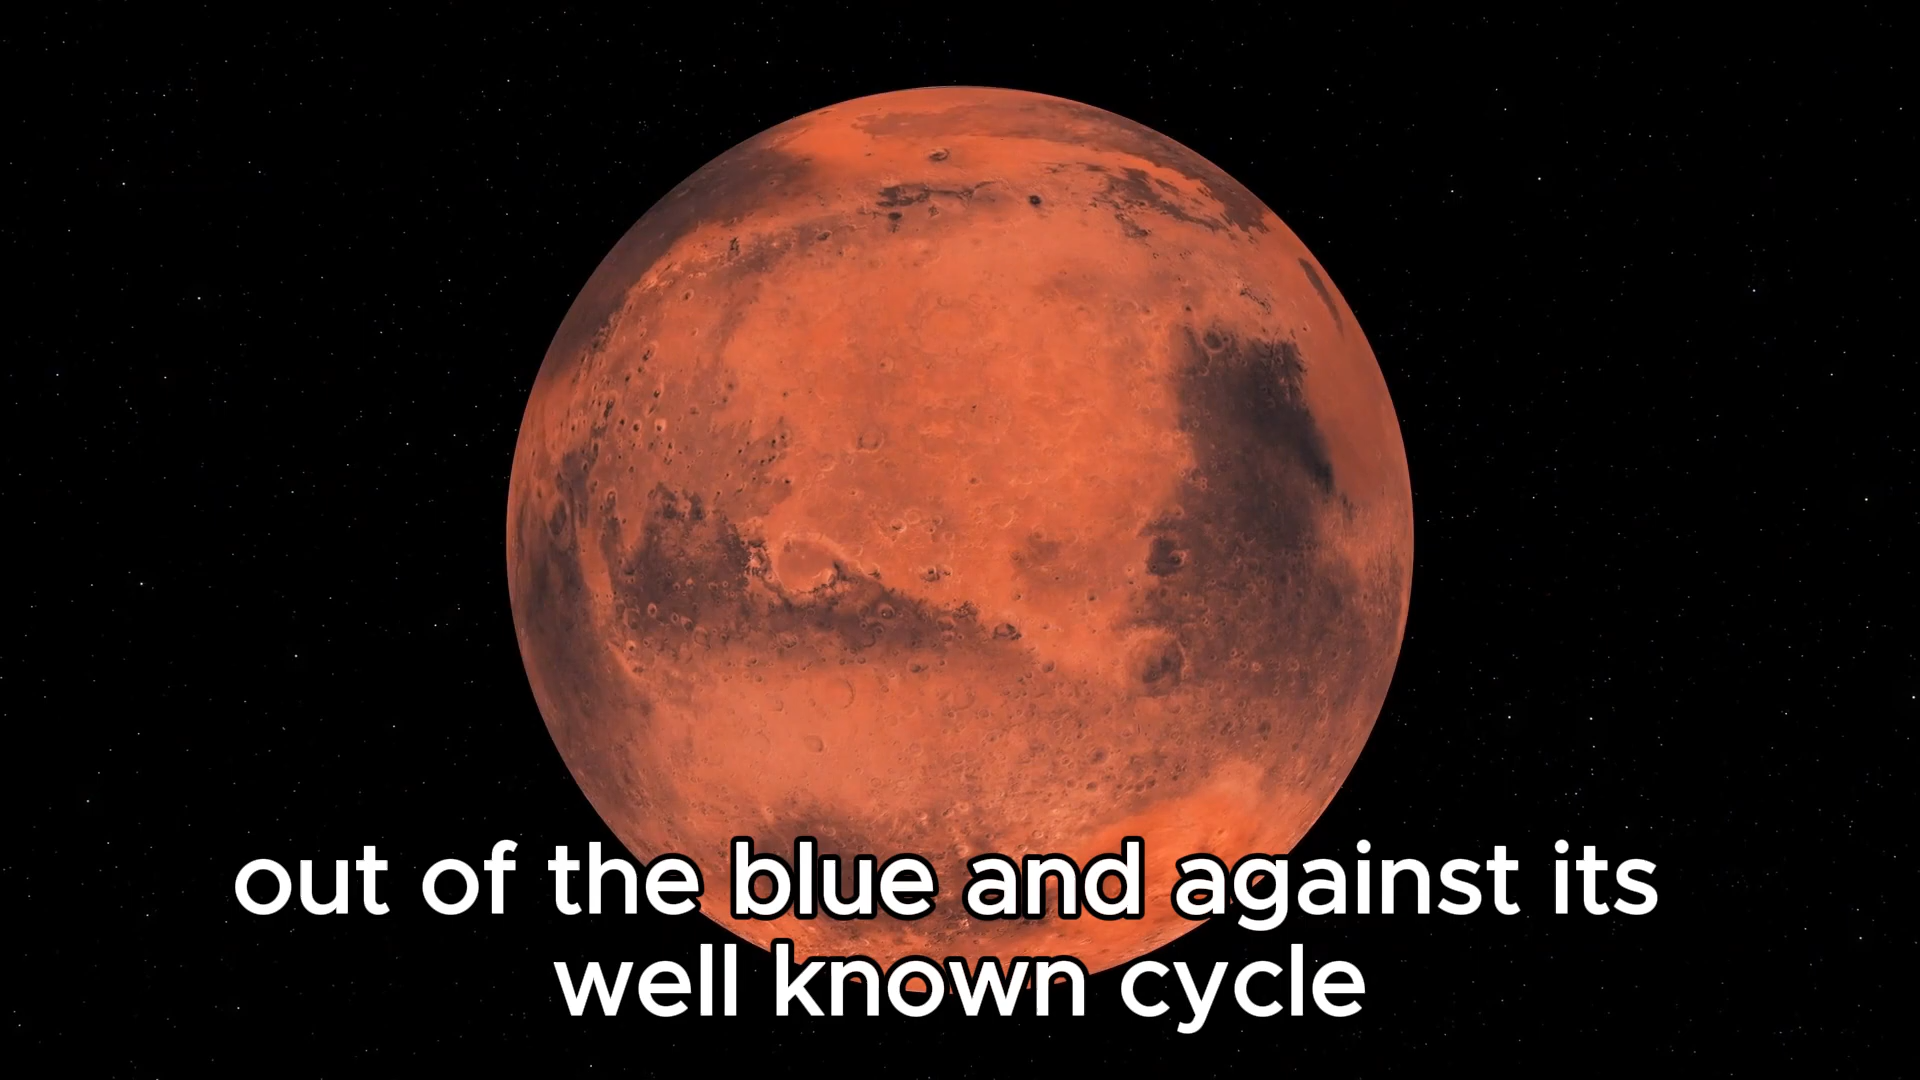 out of the blue and against its
well known cycle